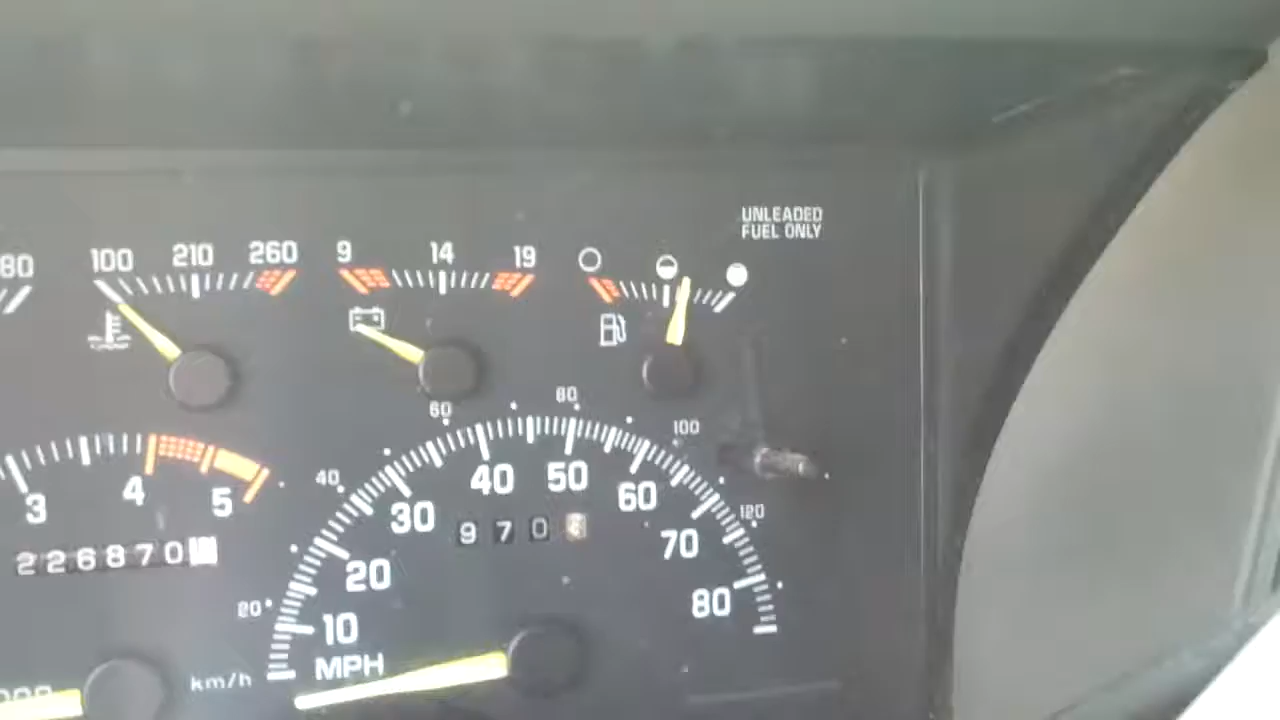 UNLEADED
FUEL ONLY
80
100 210 260
9 14 19
3 4 5
226870
20 40 60 80 100 120
10 20 30 40 50 60 70 80
970
MPH
km/h